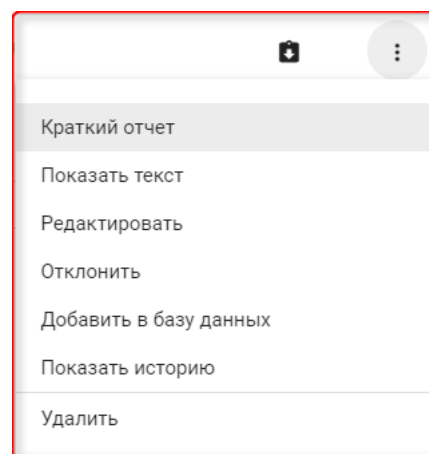 Краткий отчет
Показать текст
Редактировать
Отклонить
Добавить в базу данных
Показать историю
Удалить